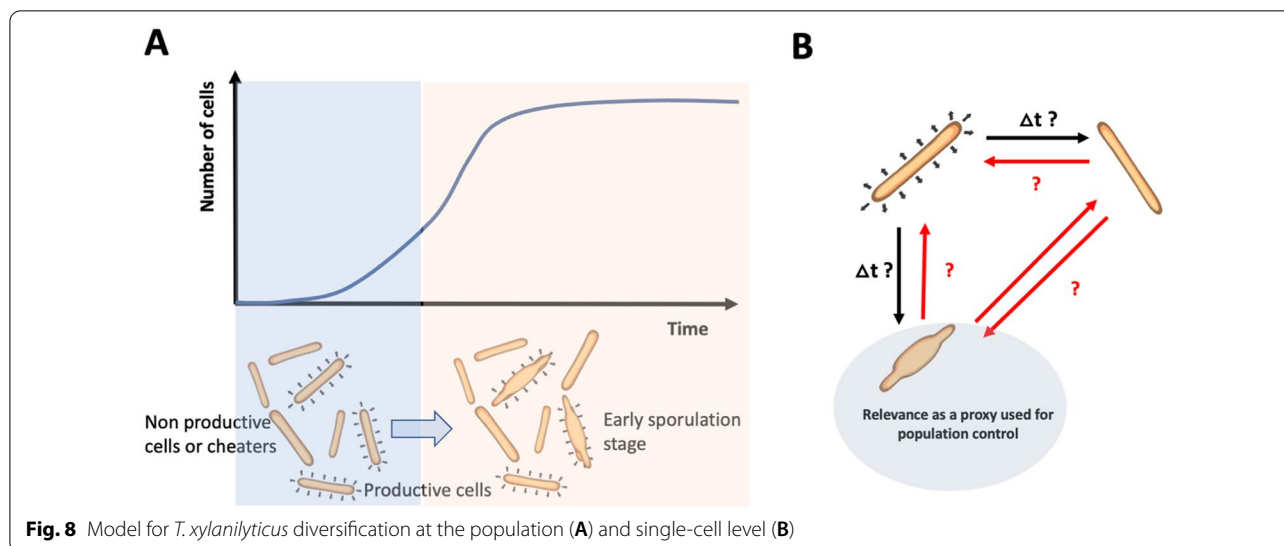 A
Number of cells
Time
Non productive
cells or cheaters
Productive cells
Early sporulation
stage
B
Δt ?
?
Δt ?
?
?
Relevance as a proxy used for
population control
Fig. 8 Model for T. xylanilyticus diversification at the population (A) and single-cell level (B)